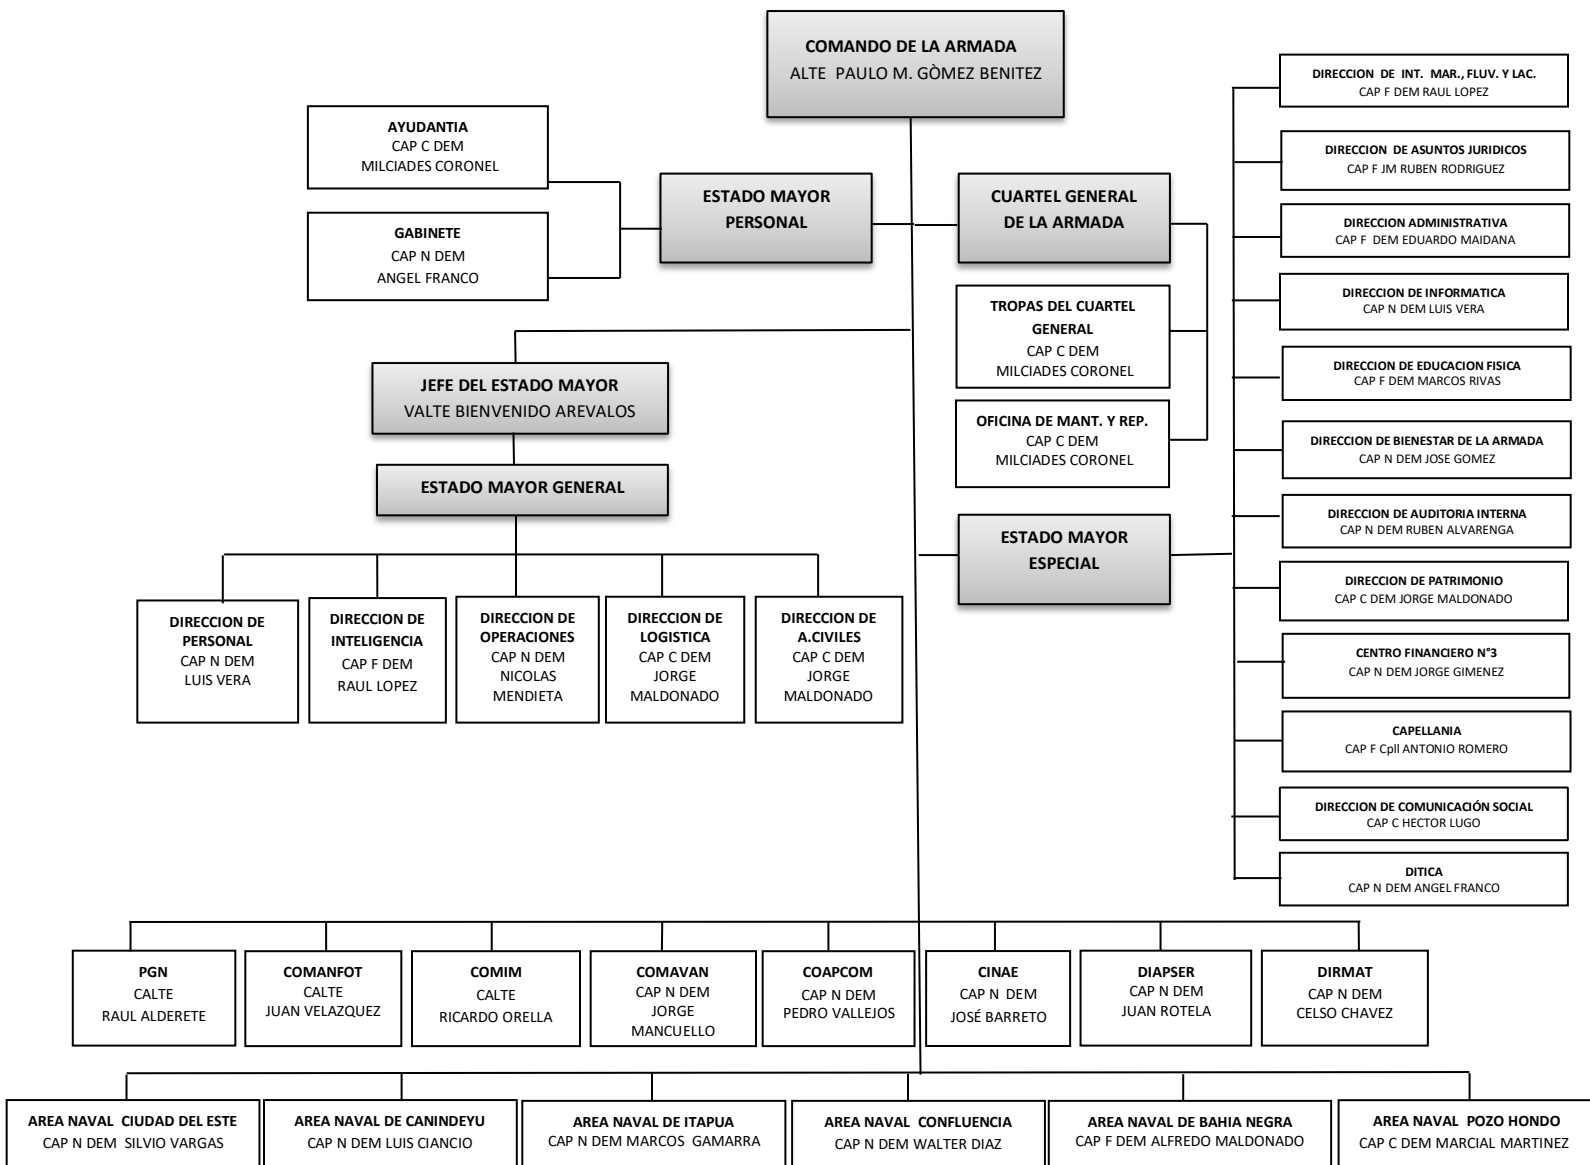 COMANDO DE LA ARMADA
ALTE  PAULO M. GÒMEZ BENITEZ
AYUDANTIA
CAP C DEM
MILCIADES CORONEL
GABINETE
CAP N DEM
ANGEL FRANCO
ESTADO MAYOR
PERSONAL
CUARTEL GENERAL
DE LA ARMADA
TROPAS DEL CUARTEL
GENERAL
CAP C DEM
MILCIADES CORONEL
OFICINA DE MANT. Y REP.
CAP C DEM
MILCIADES CORONEL
JEFE DEL ESTADO MAYOR
VALTE BIENVENIDO AREVALOS
ESTADO MAYOR GENERAL
ESTADO MAYOR
ESPECIAL
DIRECCION DE
PERSONAL
CAP N DEM
LUIS VERA
DIRECCION DE
INTELIGENCIA
CAP F DEM
RAUL LOPEZ
DIRECCION DE
OPERACIONES
CAP N DEM
NICOLAS
MENDIETA
DIRECCION DE
LOGISTICA
CAP C DEM
JORGE
MALDONADO
DIRECCION DE
A.CIVILES
CAP C DEM
JORGE
MALDONADO
DIRECCION  DE  INT.  MAR., FLUV. Y LAC.
CAP F DEM RAUL LOPEZ
DIRECCION  DE ASUNTOS JURIDICOS
CAP F JM RUBEN RODRIGUEZ
DIRECCION ADMINISTRATIVA
CAP F  DEM EDUARDO MAIDANA
DIRECCION DE INFORMATICA
CAP N DEM LUIS VERA
DIRECCION DE EDUCACION FISICA
CAP F DEM MARCOS RIVAS
DIRECCION DE BIENESTAR DE LA ARMADA
CAP N DEM JOSE GOMEZ
DIRECCION DE AUDITORIA INTERNA
CAP N DEM RUBEN ALVARENGA
DIRECCION DE PATRIMONIO
CAP C DEM JORGE MALDONADO
CENTRO FINANCIERO N°3
CAP N DEM JORGE GIMENEZ
CAPELLANIA
CAP F Cpll ANTONIO ROMERO
DIRECCION DE COMUNICACIÓN SOCIAL
CAP C HECTOR LUGO
DITICA
CAP N DEM ANGEL FRANCO
PGN
CALTE
RAUL ALDERETE
COMANFOT
CALTE
JUAN VELAZQUEZ
COMIM
CALTE
RICARDO ORELLA
COMAVAN
CAP N DEM
JORGE
MANCUELLO
COAPCOM
CAP N DEM
PEDRO VALLEJOS
CINAE
CAP N  DEM
JOSÉ BARRETO
DIAPSER
CAP N DEM
JUAN ROTELA
DIRMAT
CAP N DEM
CELSO CHAVEZ
AREA NAVAL  CIUDAD DEL ESTE
CAP N DEM  SILVIO VARGAS
AREA NAVAL DE CANINDEYU
CAP N DEM LUIS CIANCIO
AREA NAVAL DE ITAPUA
CAP N DEM MARCOS  GAMARRA
AREA NAVAL  CONFLUENCIA
CAP N DEM WALTER DIAZ
AREA NAVAL DE BAHIA NEGRA
CAP F DEM ALFREDO MALDONADO
AREA NAVAL  POZO HONDO
CAP C DEM MARCIAL MARTINEZ